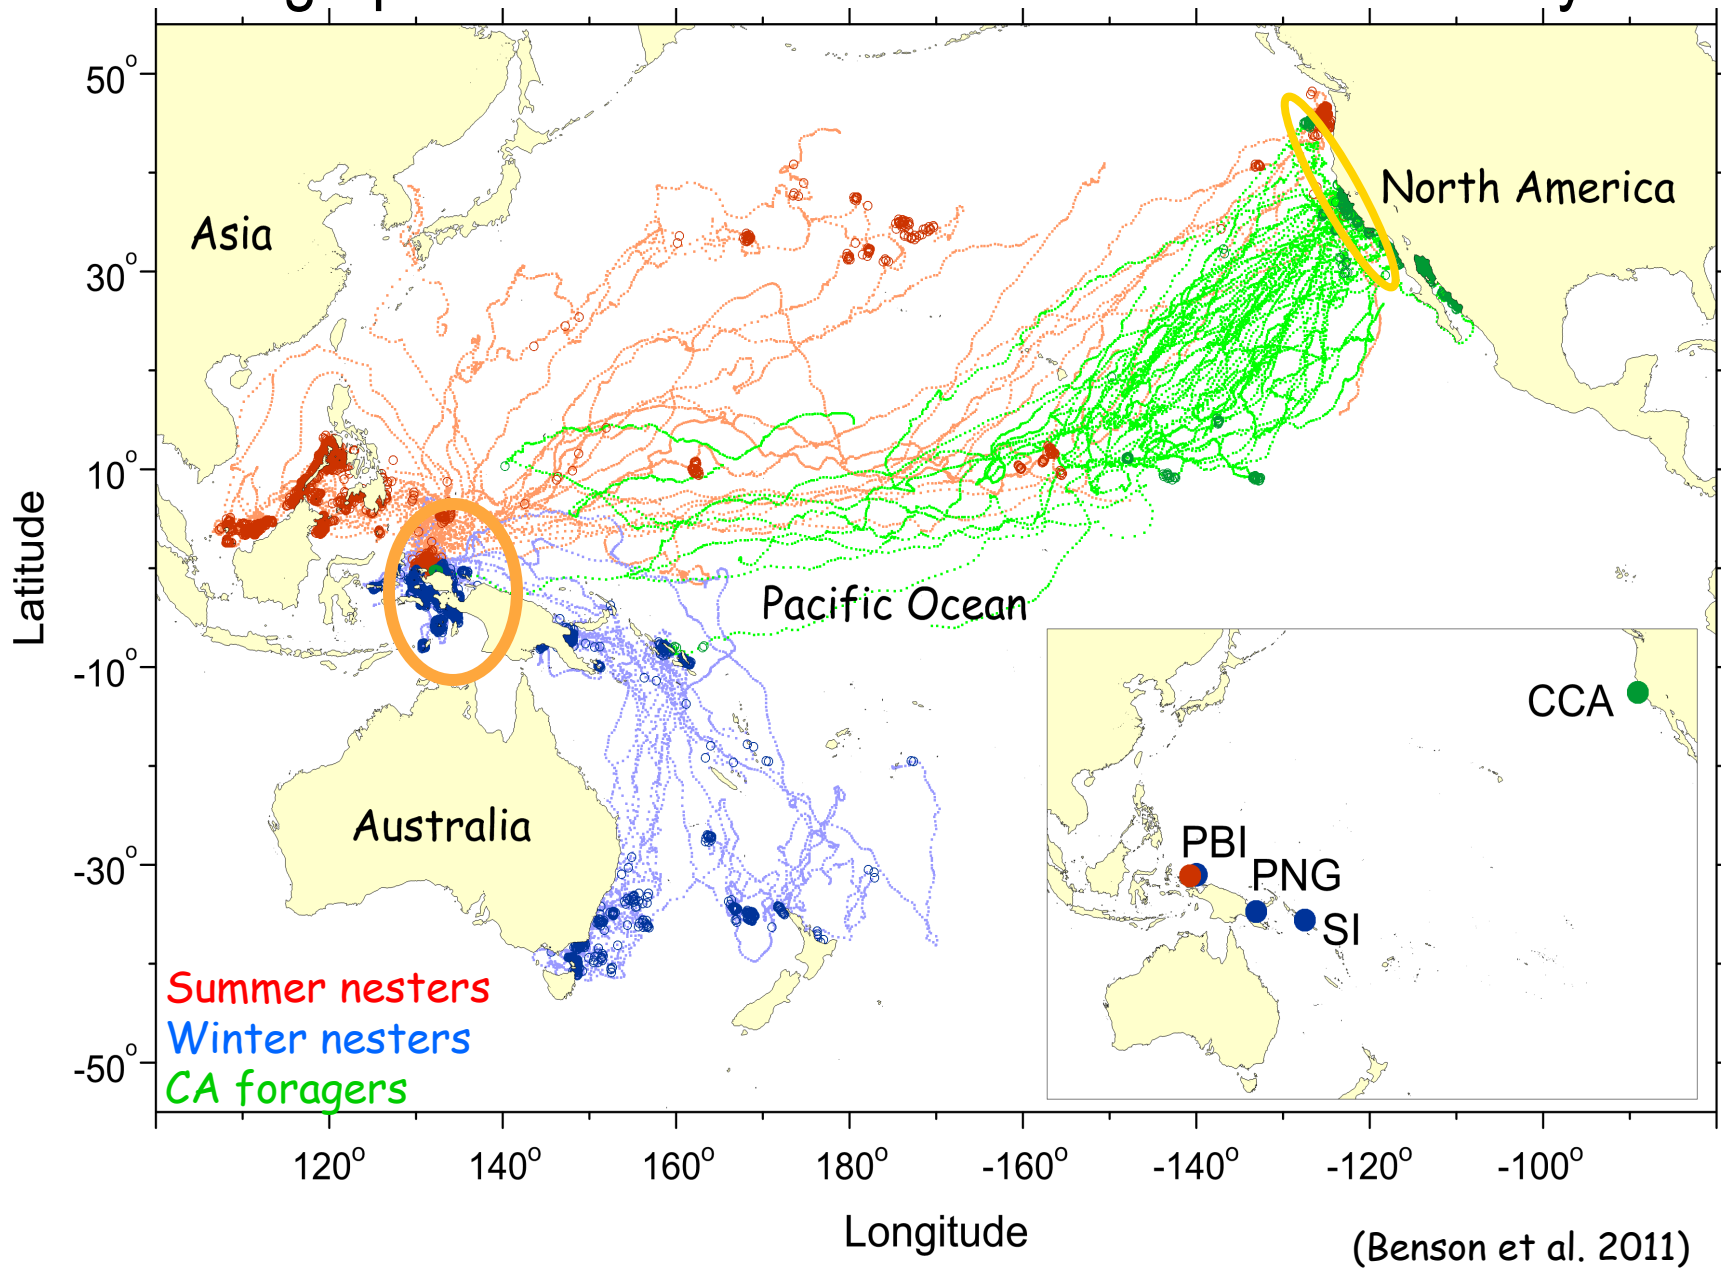 50°
30°
10°
-10°
-30°
-50°
Latitude
Asia
North America
Pacific Ocean
Australia
CCA
PBI
PNG
SI
Summer nesters
Winter nesters
CA foragers
120° 140° 160° 180° -160° -140° -120° -100°
Longitude
(Benson et al. 2011)